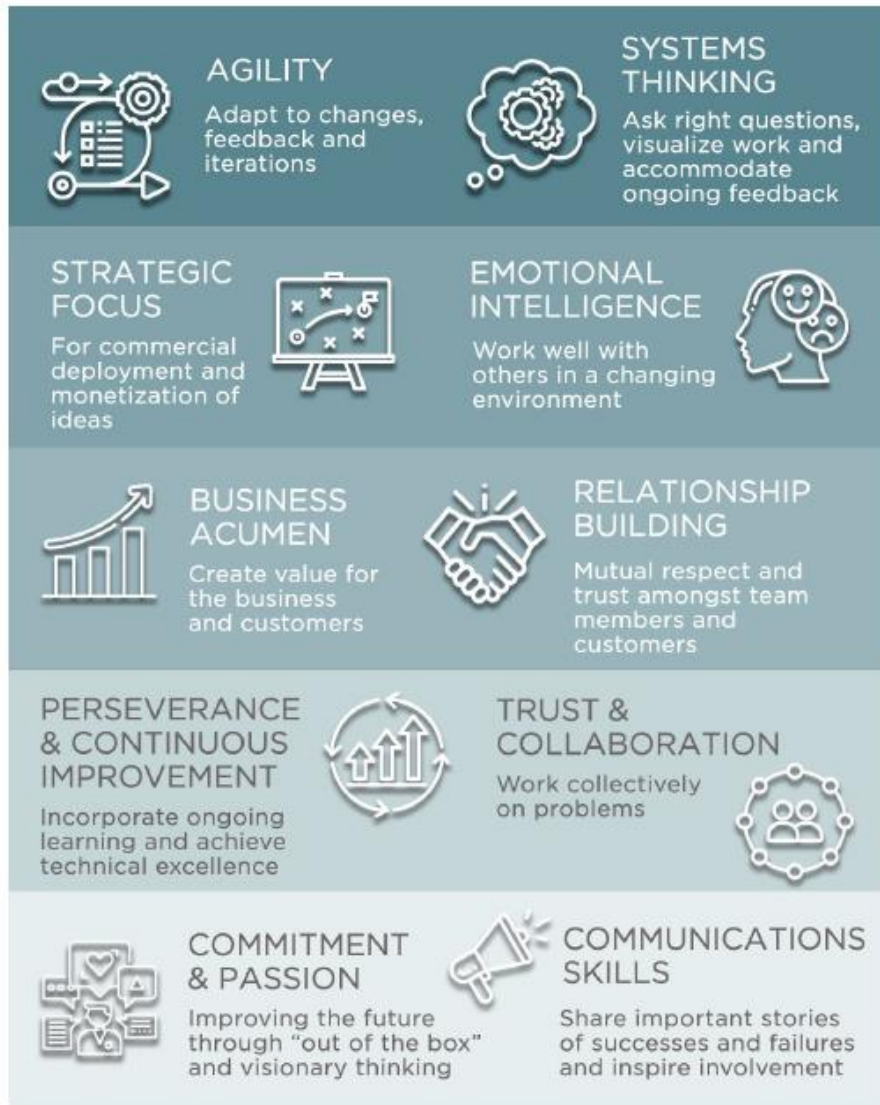 AGILITY
Adapt to changes,
feedback and
iterations
SYSTEMS
THINKING
Ask right questions,
visualize work and
accommodate
ongoing feedback
STRATEGIC
FOCUS
For commercial
deployment and
monetization of
ideas
EMOTIONAL
INTELLIGENCE
Work well with
others in a changing
environment
BUSINESS
ACUMEN
Create value for
the business
and customers
RELATIONSHIP
BUILDING
Mutual respect and
trust amongst team
members and
customers
PERSEVERANCE
& CONTINUOUS
IMPROVEMENT
Incorporate ongoing
learning and achieve
technical excellence
TRUST &
COLLABORATION
Work collectively
on problems
COMMITMENT
& PASSION
Improving the future
through “out of the box”
and visionary thinking
COMMUNICATIONS
SKILLS
Share important stories
of successes and failures
and inspire involvement